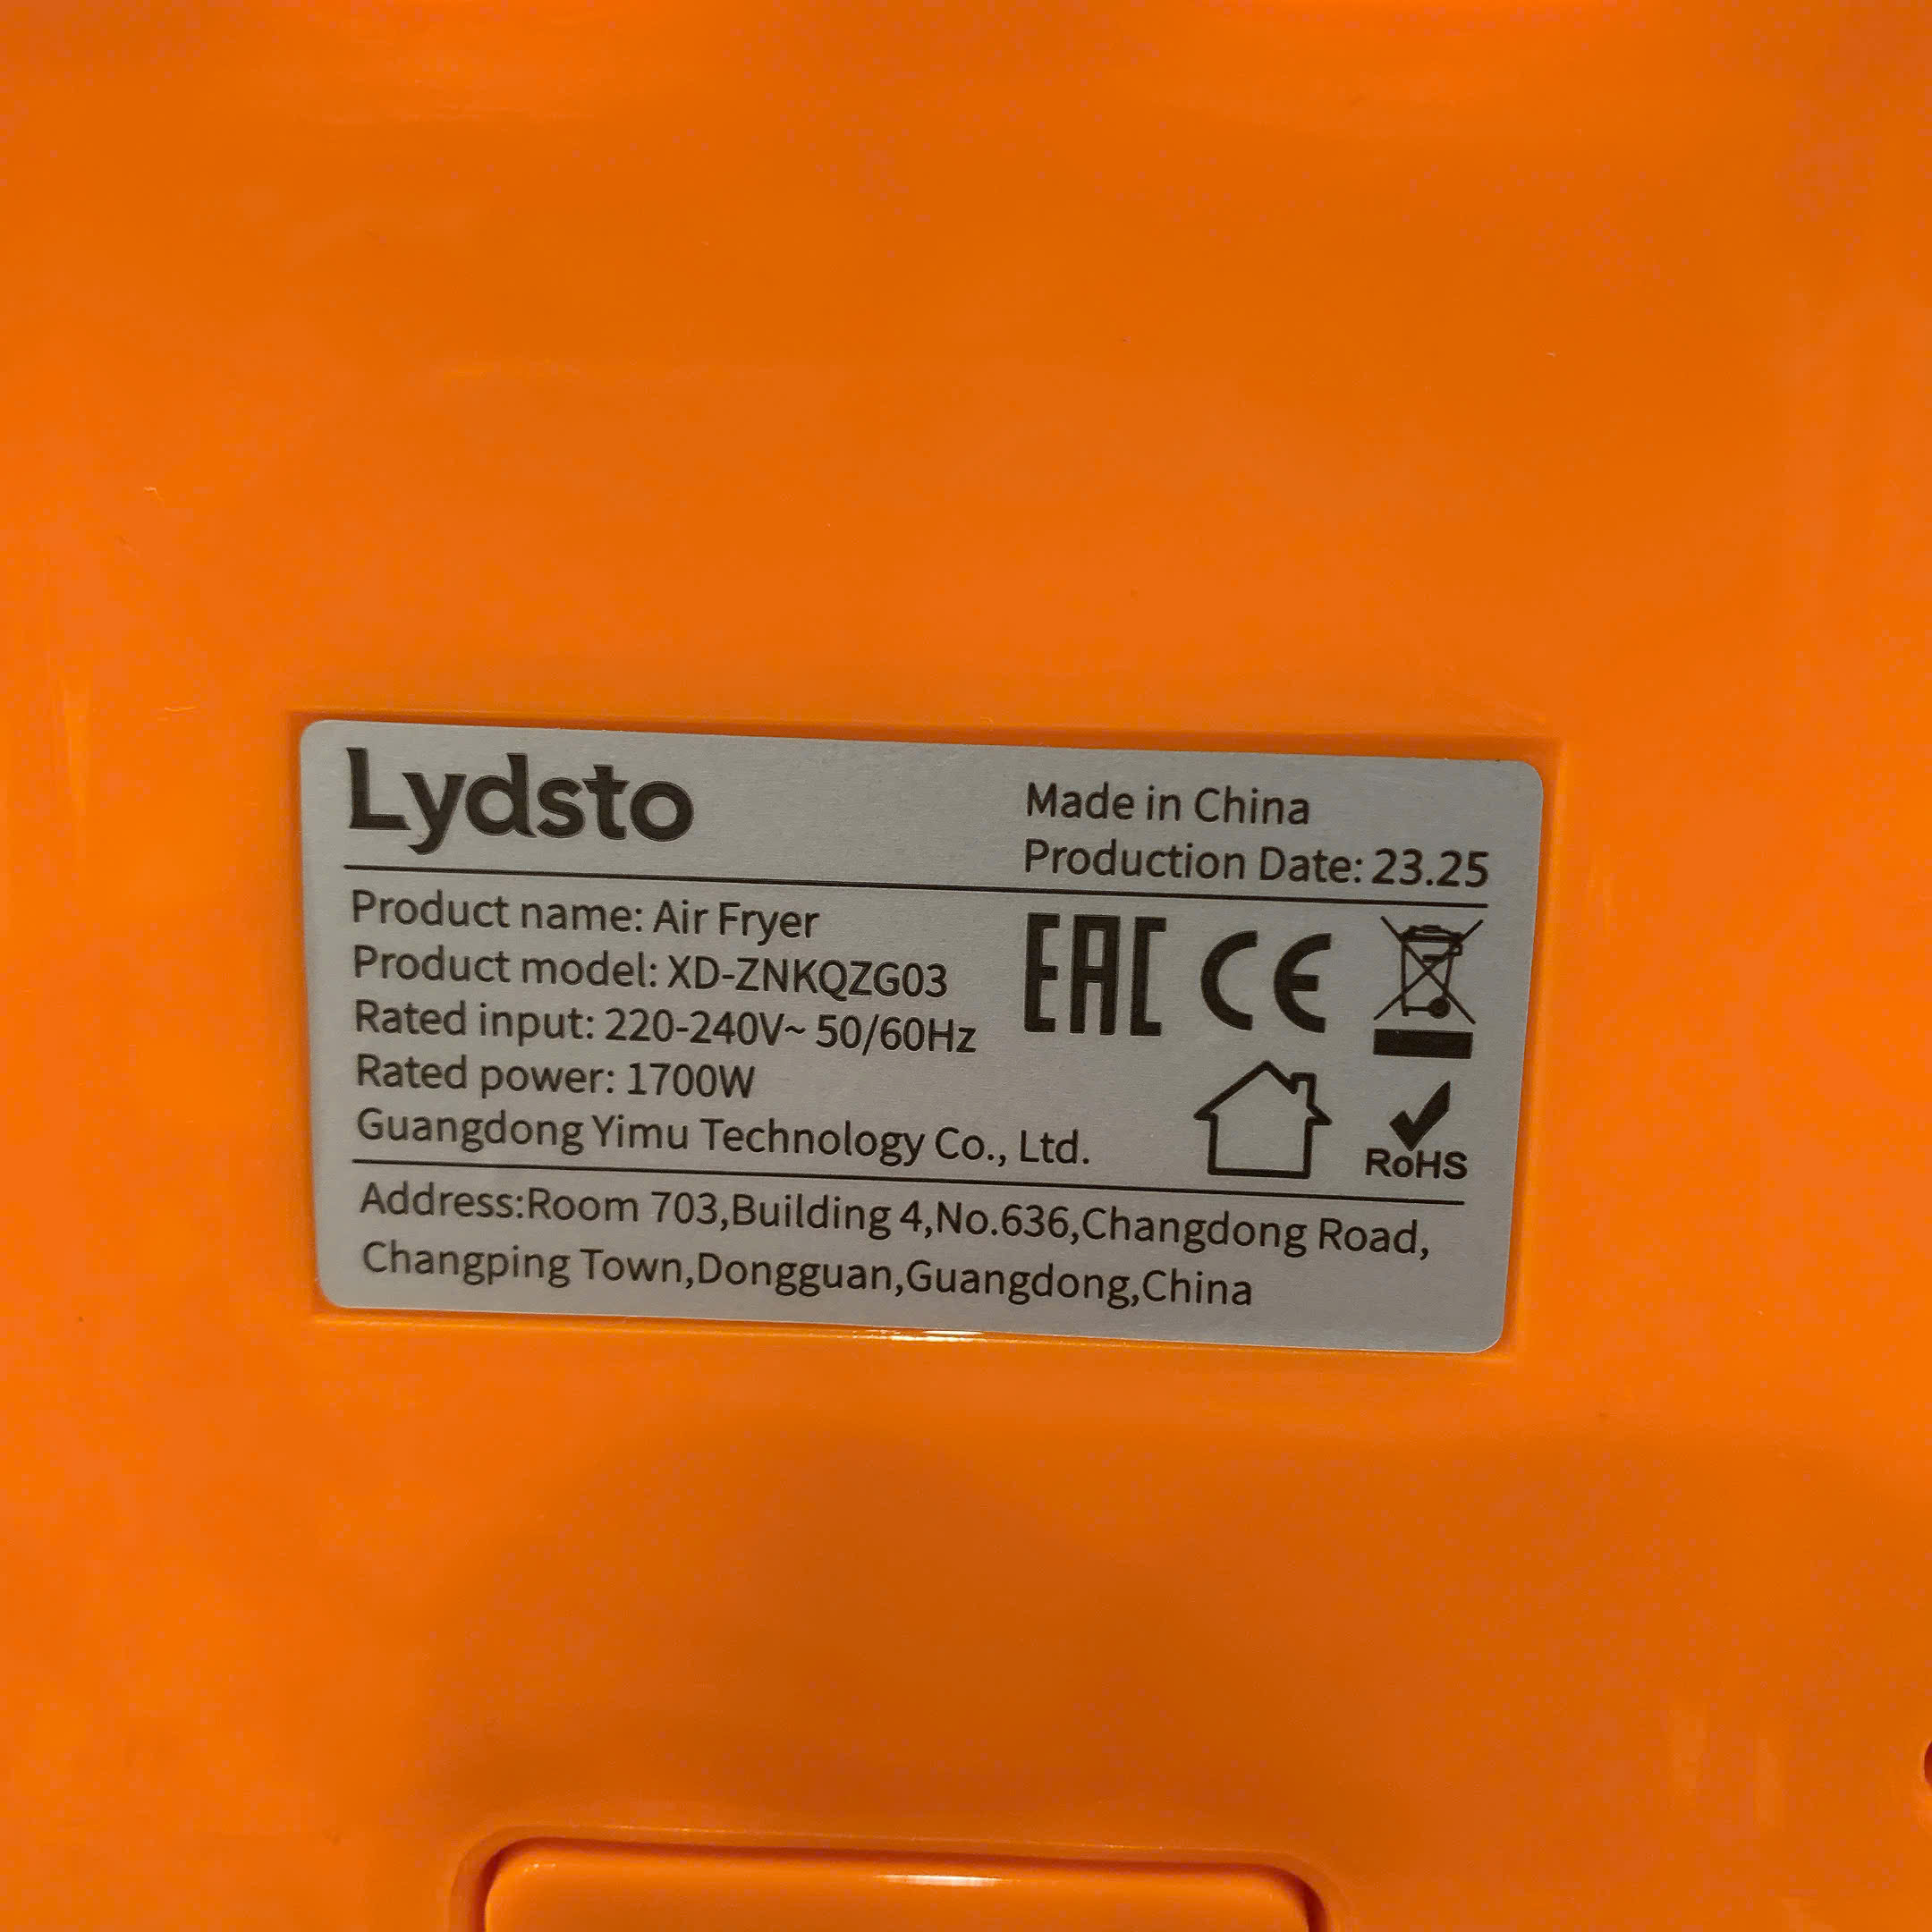 Lydsto
Made in China
Production Date: 23.25
Product name: Air Fryer
Product model: XD-ZNKQZG03
Rated input: 220-240V~ 50/60Hz
Rated power: 1700W
Guangdong Yimu Technology Co., Ltd.
EAC CE
RoHS
Address:Room 703,Building 4,No.636,Changdong Road,
Changping Town,Dongguan,Guangdong,China